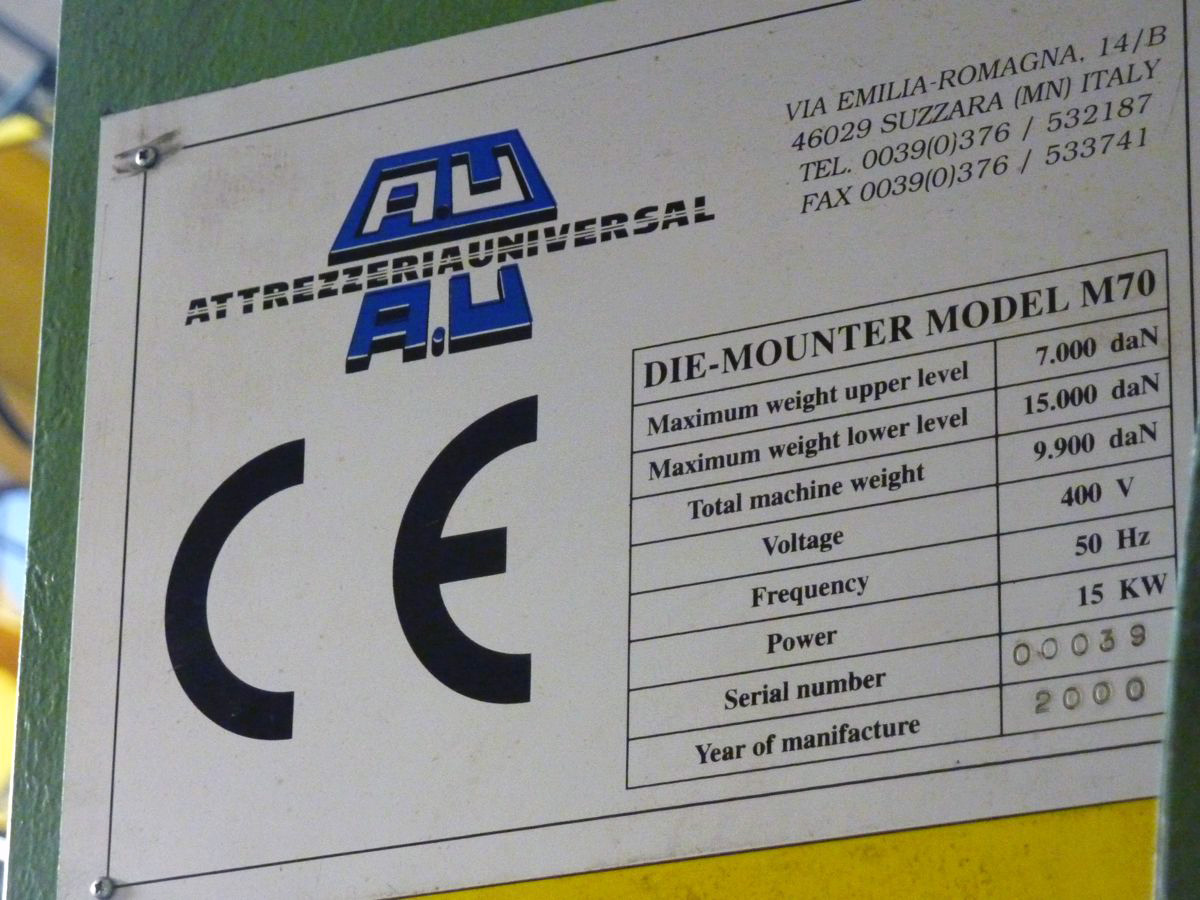 VIA EMILIA-ROMAGNA, 14/B
46029 SUZZARA (MN) ITALY
TEL. 0039(0)376 / 532187
FAX 0039(0)376 / 533741
A.U
ATTREZZERIAUNIVERSAL
A.U
CE
DIE-MOUNTER MODEL M70
Maximum weight upper level 7.000 daN
Maximum weight lower level 15.000 daN
Total machine weight 9.900 daN
Voltage 400 V
Frequency 50 Hz
Power 15 KW
Serial number 00039
Year of manifacture 2000